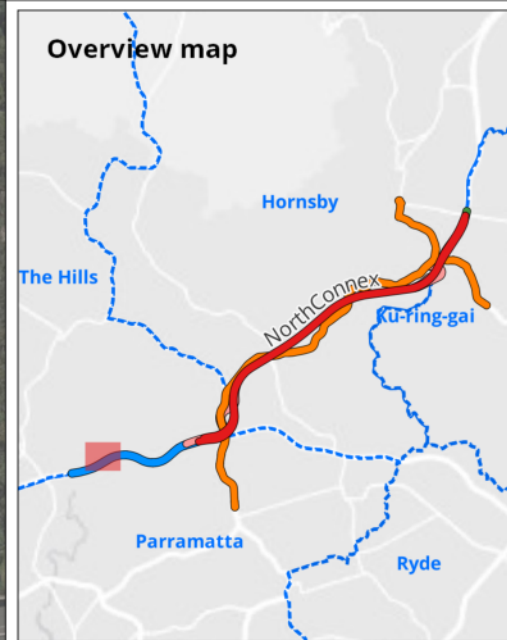 Overview map
Hornsby
The Hills
NorthConnex
Ku-ring-gai
Parramatta
Ryde